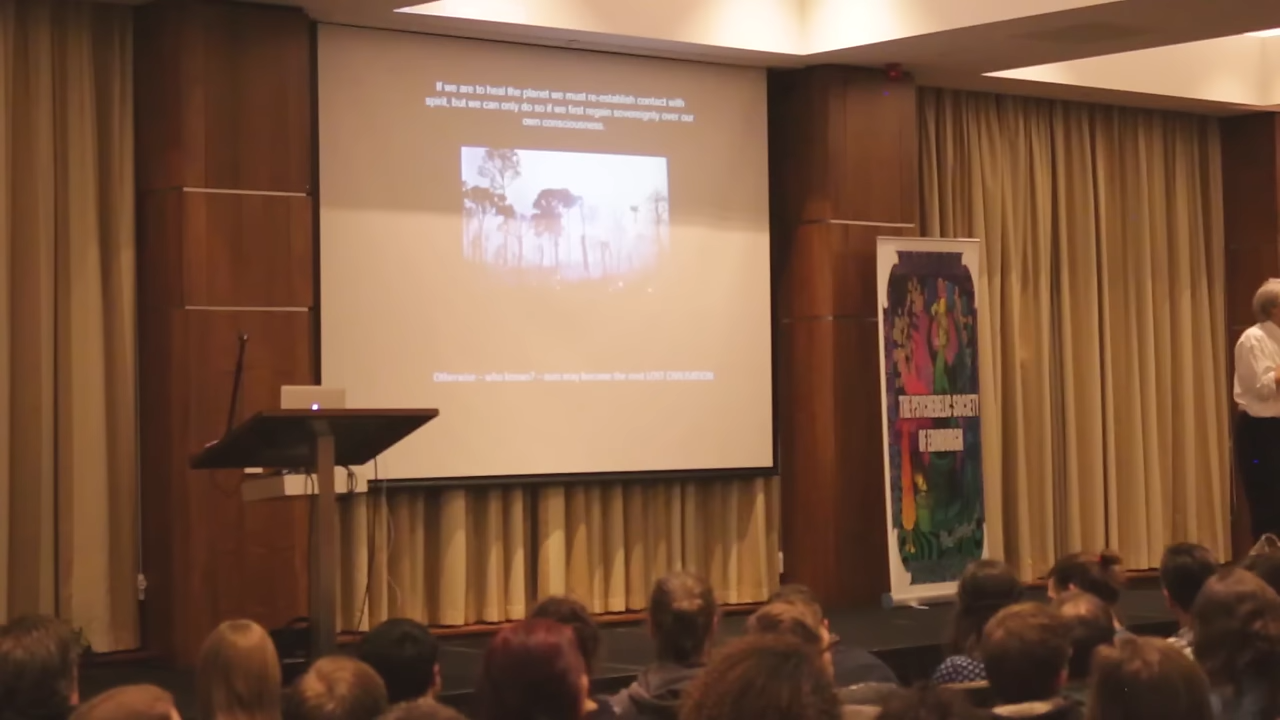 If we are to heal the planet we must re-establish contact with
spirit, but we can only do so if we first regain sovereignty over our
own consciousness.
Otherwise - who knows? - ours may become the next LOST CIVILISATION
THE PSYCHEDELIC SOCIETY
OF EDINBURGH